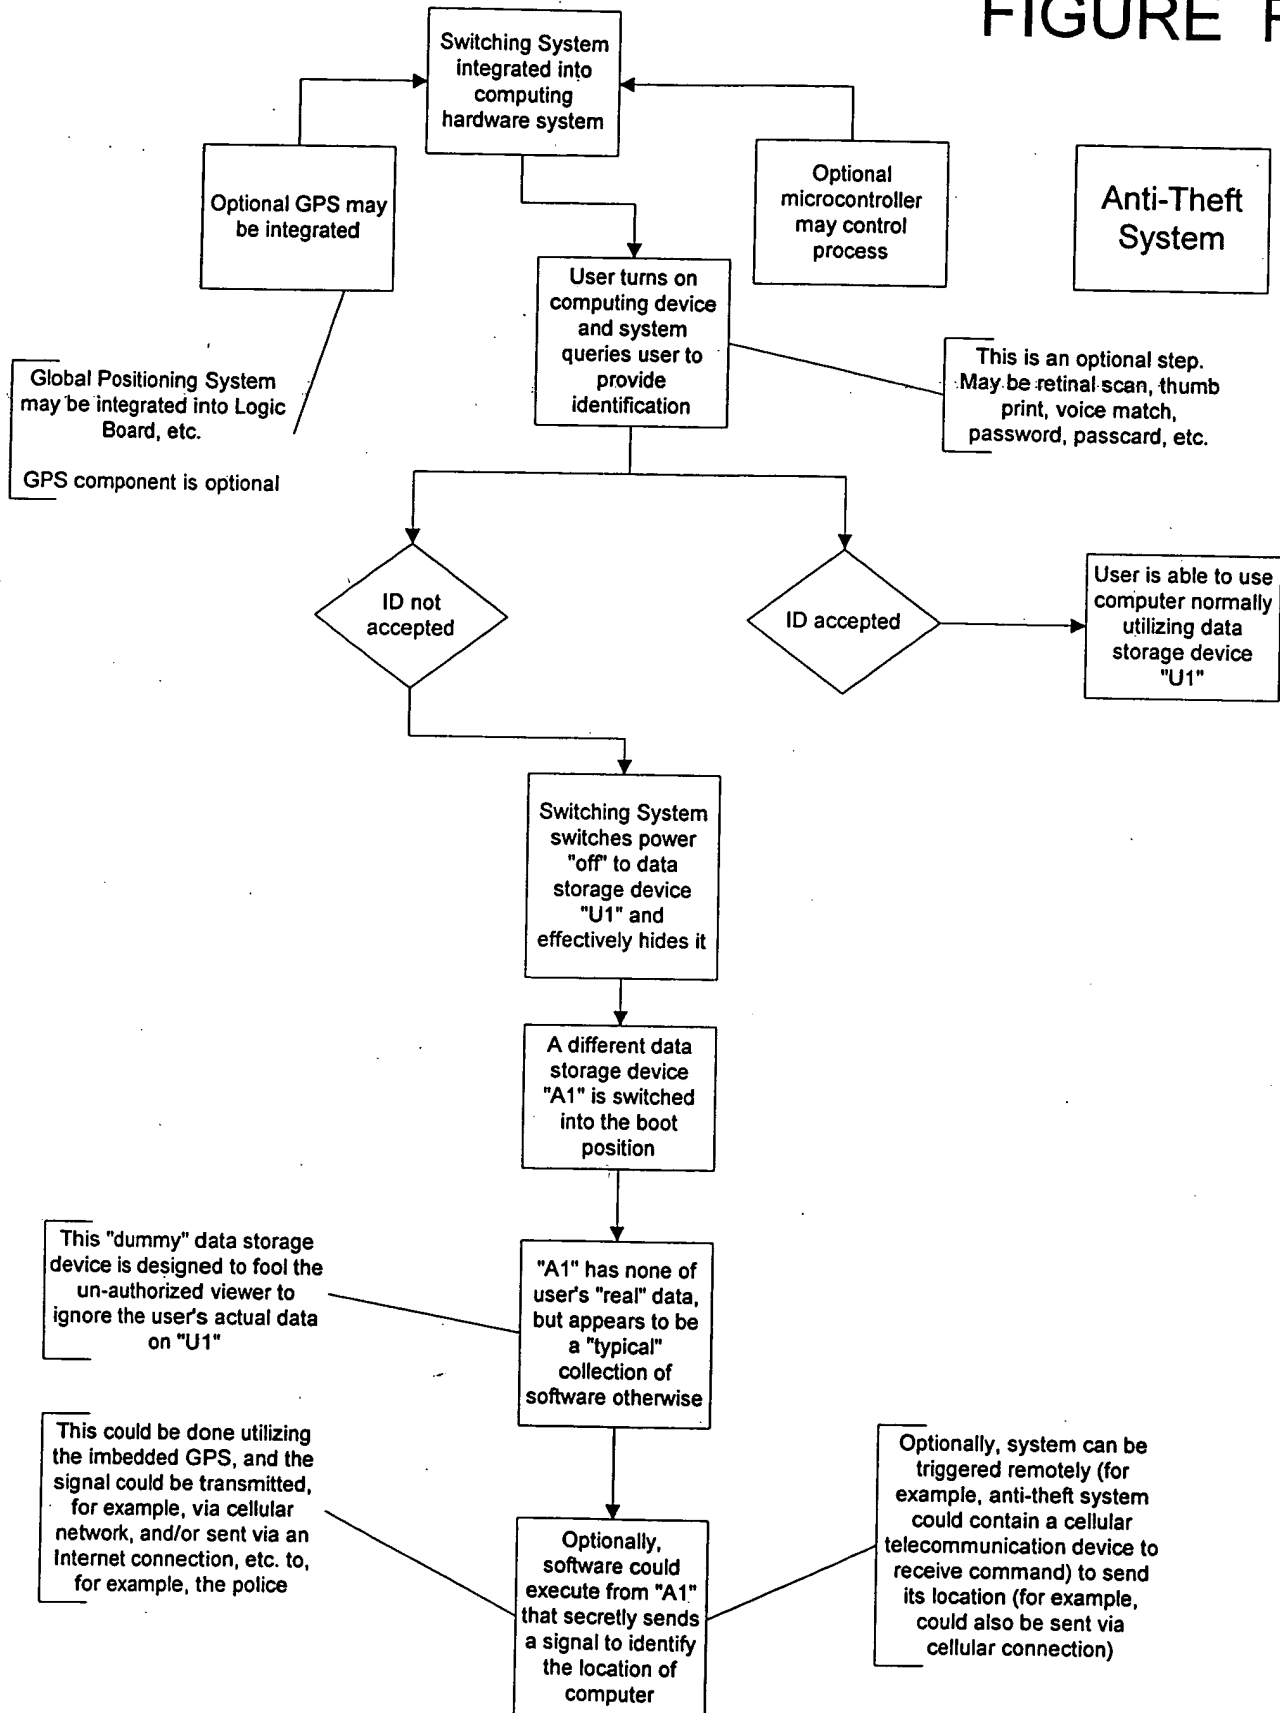 FIGURE F
Switching System
integrated into
computing
hardware system
Optional GPS may
be integrated
Optional
microcontroller
may control
process
Anti-Theft
System
User turns on
computing device
and system
queries user to
provide
identification
Global Positioning System
may be integrated into Logic
Board, etc.
GPS component is optional
This is an optional step.
May be retinal scan, thumb
print, voice match,
password, passcard, etc.
ID not
accepted
ID accepted
User is able to use
computer normally
utilizing data
storage device
"U1"
Switching System
switches power
"off" to data
storage device
"U1" and
effectively hides it
A different data
storage device
"A1" is switched
into the boot
position
This "dummy" data storage
device is designed to fool the
un-authorized viewer to
ignore the user's actual data
on "U1"
"A1" has none of
user's "real" data,
but appears to be
a "typical"
collection of
software otherwise
This could be done utilizing
the imbedded GPS, and the
signal could be transmitted,
for example, via cellular
network, and/or sent via an
Internet connection, etc. to,
for example, the police
Optionally,
software could
execute from "A1"
that secretly sends
a signal to identify
the location of
computer
Optionally, system can be
triggered remotely (for
example, anti-theft system
could contain a cellular
telecommunication device to
receive command) to send
its location (for example,
could also be sent via
cellular connection)